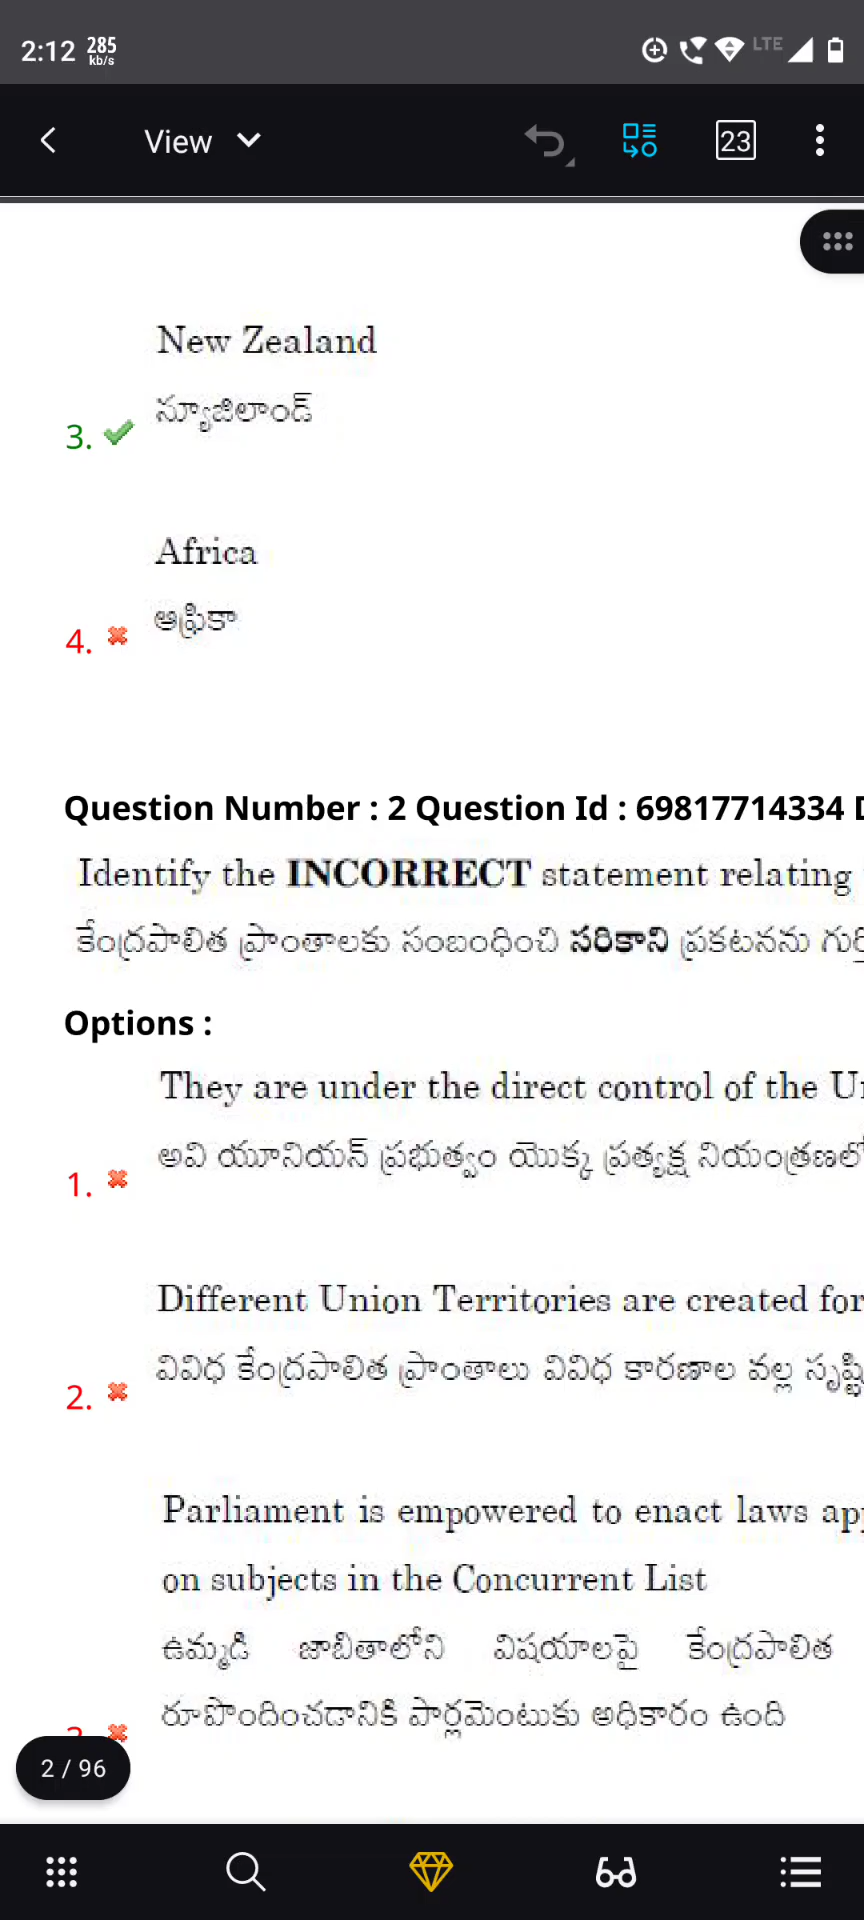 2:12 285 kb/s LTE
View 23
New Zealand
న్యూజిలాండ్
3.
Africa
ఆఫ్రికా
4.
Question Number : 2 Question Id : 69817714334 D
Identify the INCORRECT statement relating
కేంద్రపాలిత ప్రాంతాలకు సంబంధించి సరికాని ప్రకటనను
Options :
They are under the direct control of the
అవి యూనియన్ ప్రభుత్వం యొక్క ప్రత్యక్ష
1.
Different Union Territories are created for
వివిధ కేంద్రపాలిత ప్రాంతాలు వివిధ కారణాల వల్ల
2.
Parliament is empowered to enact laws
on subjects in the Concurrent List
ఉమ్మడి జాబితాలోని విషయాలపై కేంద్రపాలిత
రూపొందించడానికి పార్లమెంటుకు అధికారం ఉంది
2 / 96